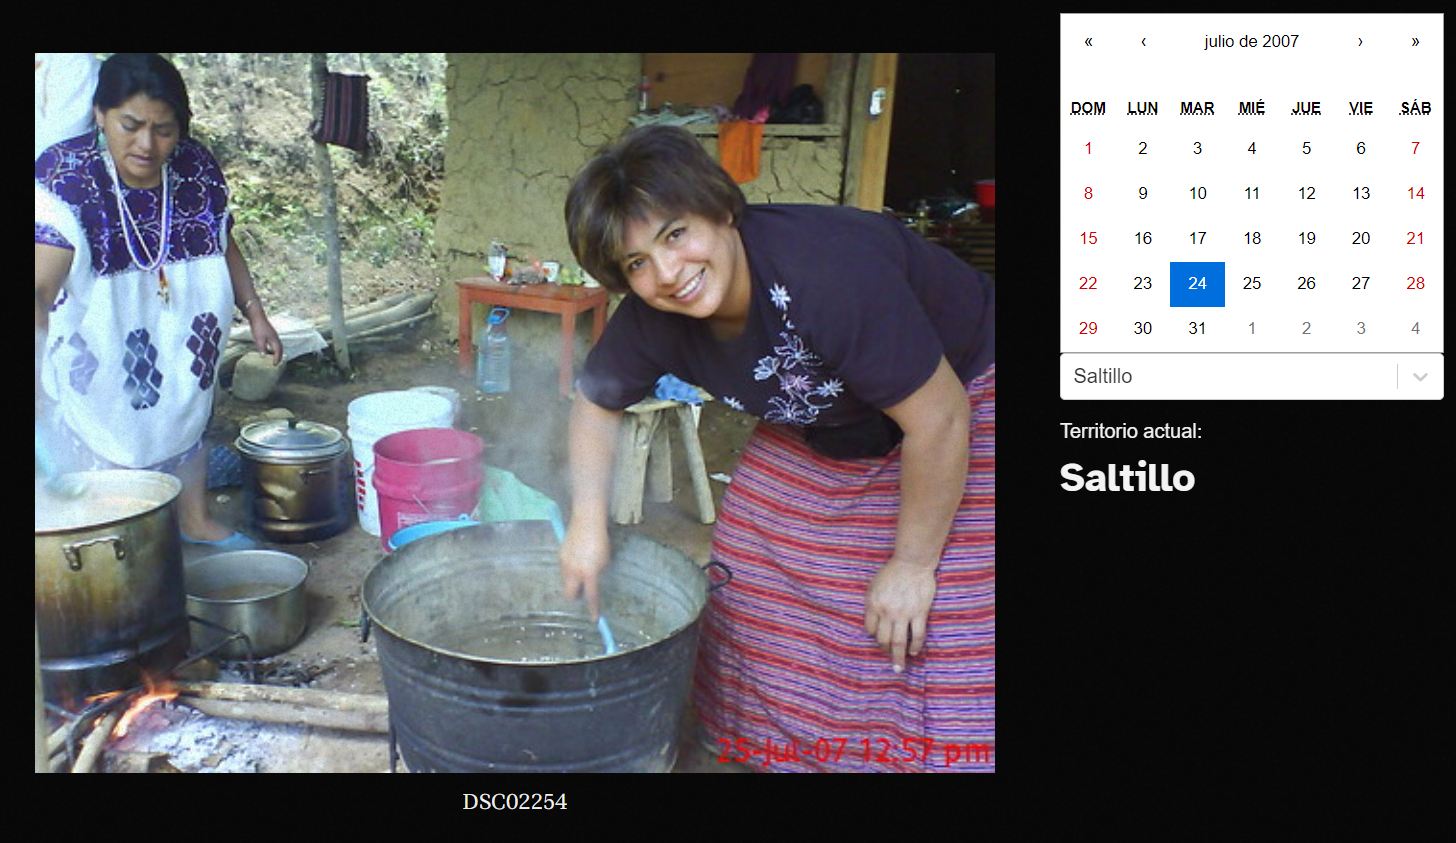 « ‹ julio de 2007 › »
DOM LUN MAR MIÉ JUE VIE SÁB
1 2 3 4 5 6 7
8 9 10 11 12 13 14
15 16 17 18 19 20 21
22 23 24 25 26 27 28
29 30 31 1 2 3 4
Saltillo
Territorio actual:
Saltillo
25-Jul-07 12:57 pm
DSC02254